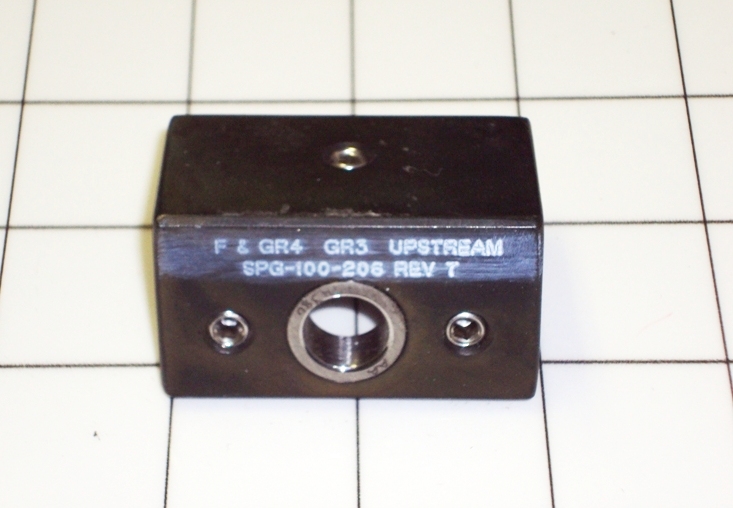 F & GR4 GR3 UPSTREAM
SPG-100-206 REV T